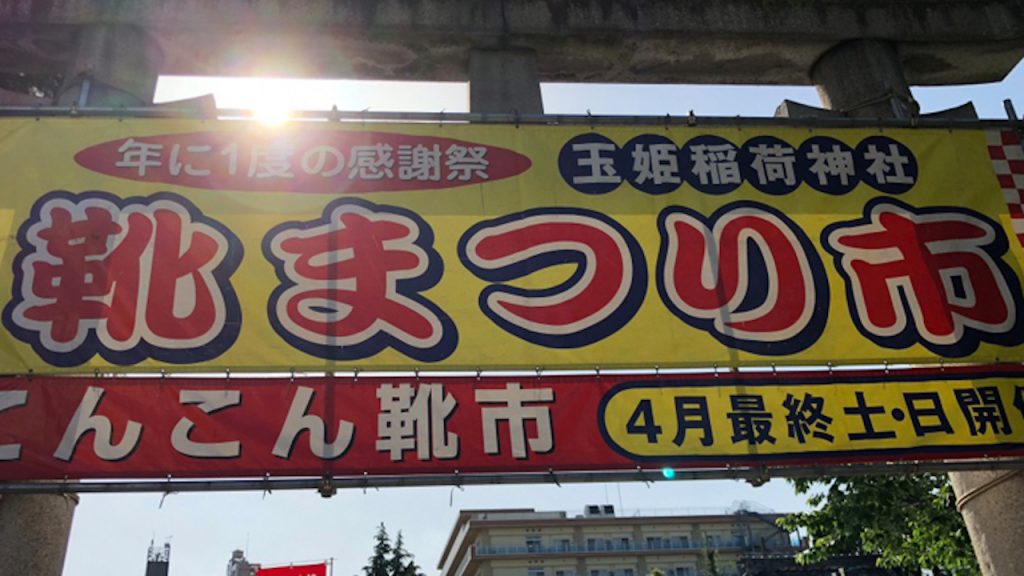 年に1度の感謝祭
玉姫稲荷神社
靴まつり市
こんこん靴市
4月最終土・日開催